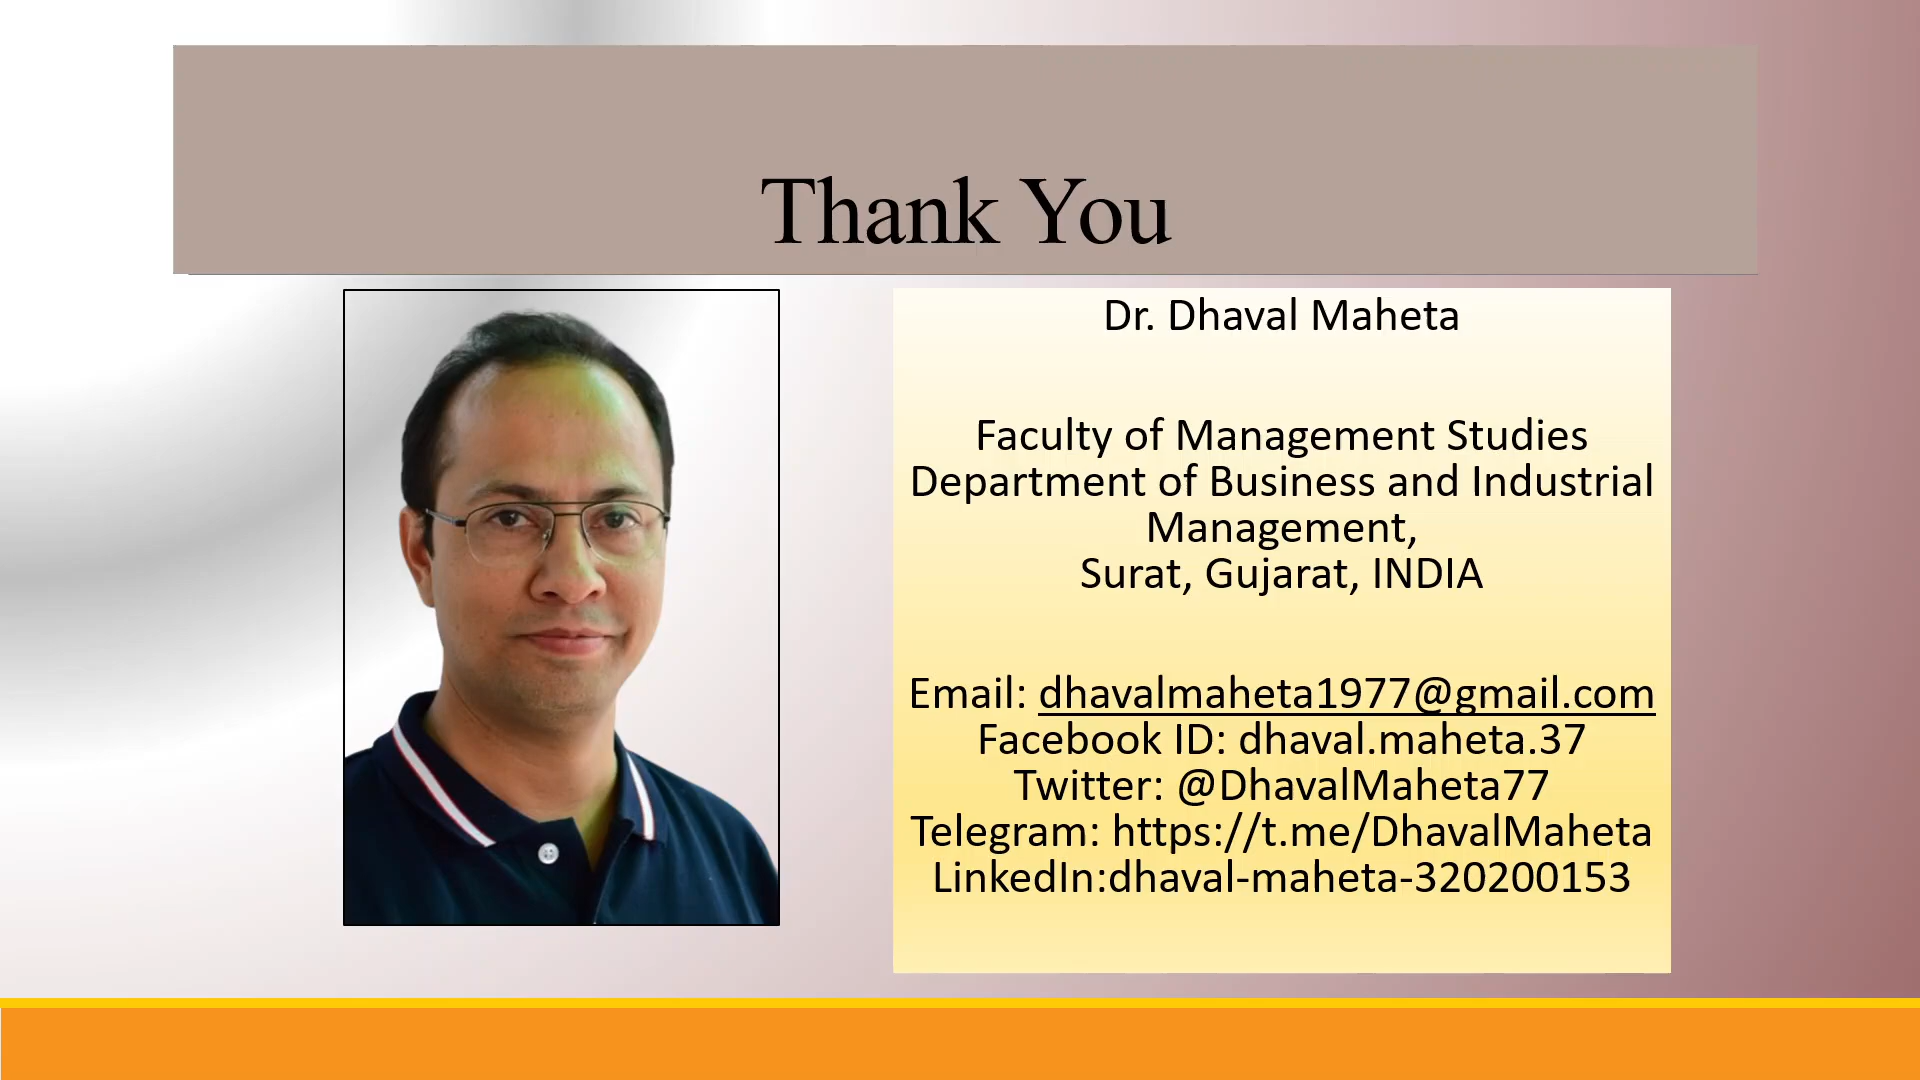 Thank You
Dr. Dhaval Maheta
Faculty of Management Studies
Department of Business and Industrial
Management,
Surat, Gujarat, INDIA
Email: dhavalmaheta1977@gmail.com
Facebook ID: dhaval.maheta.37
Twitter: @DhavalMaheta77
Telegram: https://t.me/DhavalMaheta
LinkedIn:dhaval-maheta-320200153